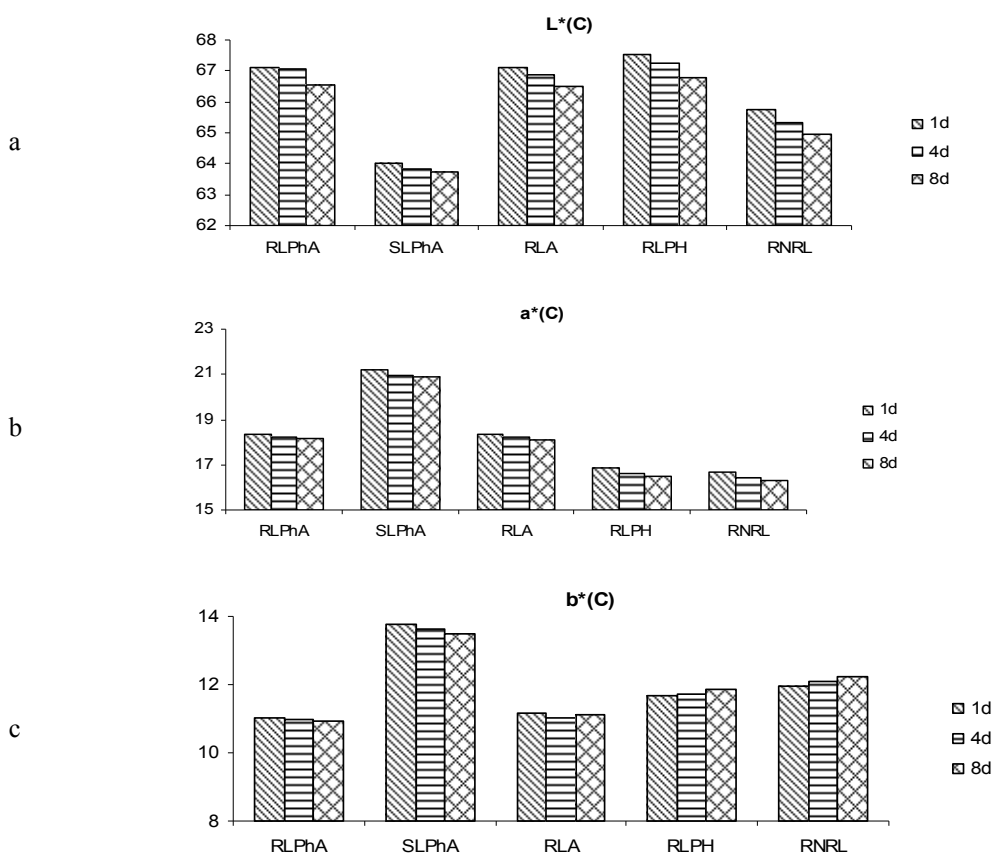 a
L*(C)
68
67
66
65
64
63
62
RLPhA SLPhA RLA RLPH RNRL
1d
4d
8d
b
a*(C)
23
21
19
17
15
RLPhA SLPhA RLA RLPH RNRL
1d
4d
8d
c
b*(C)
14
12
10
8
RLPhA SLPhA RLA RLPH RNRL
1d
4d
8d